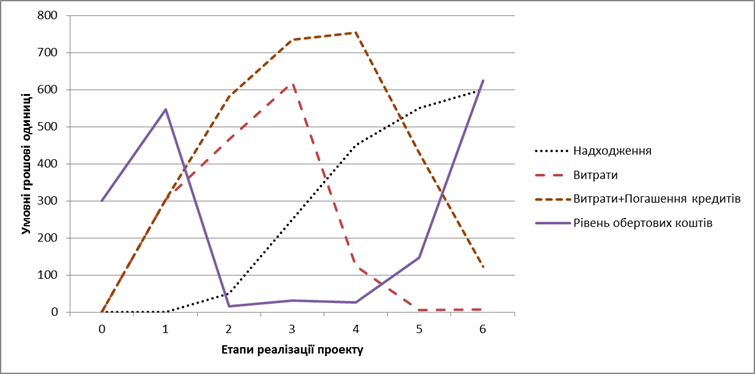 800
700
600
500
400
300
200
100
0
Умовні грошові одиниці
0 1 2 3 4 5 6
Етапи реалізації проекту
Надходження
Витрати
Витрати+Погашення кредитів
Рівень обертових коштів